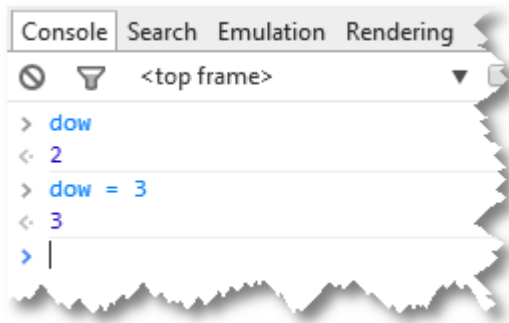 Console Search Emulation Rendering
<top frame>
> dow
2
> dow = 3
3
>